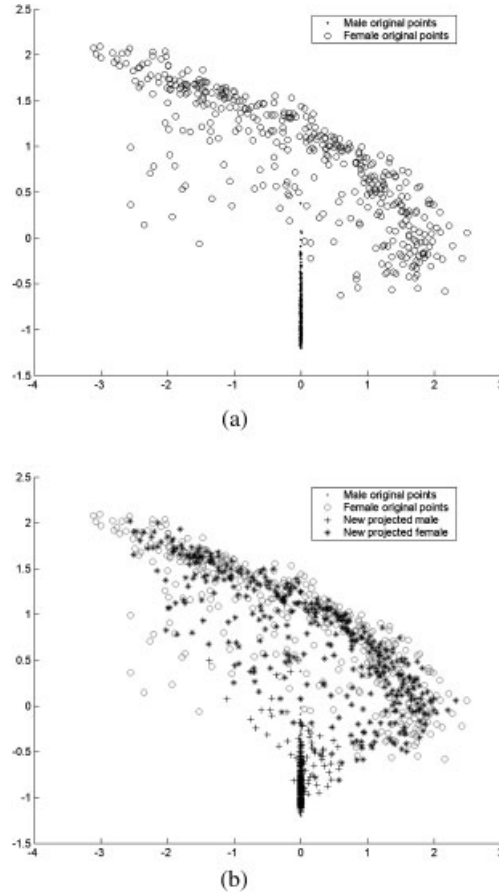 Male original points
Female original points
2.5
2
1.5
1
0.5
0
-0.5
-1
-1.5
-4 -3 -2 -1 0 1 2 3
(a)
Male original points
Female original points
New projected male
New projected female
2.5
2
1.5
1
0.5
0
-0.5
-1
-1.5
-4 -3 -2 -1 0 1 2 3
(b)